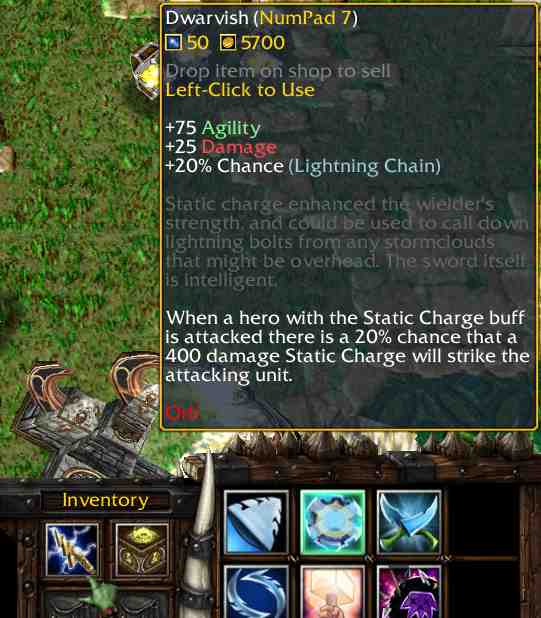 Dwarvish (NumPad 7)
50 5700
Drop item on shop to sell
Left-Click to Use
+75 Agility
+25 Damage
+20% Chance (Lightning Chain)
Static charge enhanced the wielder's
strength, and could be used to call down
lightning bolts from any stormclouds
that might be overhead. The sword itself
is intelligent.
When a hero with the Static Charge buff
is attacked there is a 20% chance that a
400 damage Static Charge will strike the
attacking unit.
Orb
Inventory